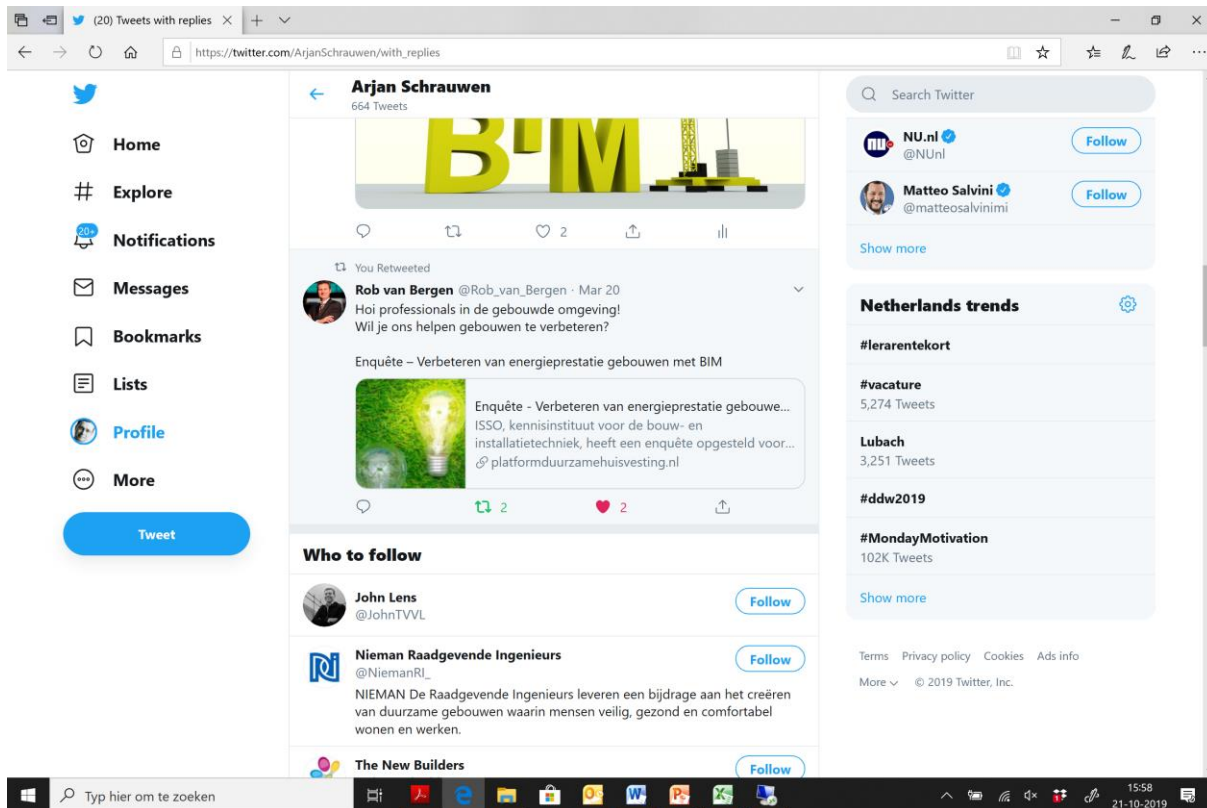 (20) Tweets with replies
https://twitter.com/ArjanSchrauwen/with_replies
Home
Explore
20+
Notifications
Messages
Bookmarks
Lists
Profile
More
Tweet
Arjan Schrauwen
664 Tweets
BIM
2
You Retweeted
Rob van Bergen @Rob_van_Bergen · Mar 20
Hoi professionals in de gebouwde omgeving!
Wil je ons helpen gebouwen te verbeteren?
Enquête – Verbeteren van energieprestatie gebouwen met BIM
Enquête - Verbeteren van energieprestatie gebouwe...
ISSO, kennisinstituut voor de bouw- en
installatietechniek, heeft een enquête opgesteld voor...
platformduurzamehuisvesting.nl
2 2
Who to follow
John Lens
@JohnTVVL
Follow
Nieman Raadgevende Ingenieurs
@NiemanRI_
Follow
NIEMAN De Raadgevende Ingenieurs leveren een bijdrage aan het creëren
van duurzame gebouwen waarin mensen veilig, gezond en comfortabel
wonen en werken.
The New Builders
Follow
Search Twitter
nu
NU.nl
@NUnl
Follow
Matteo Salvini
@matteosalvinimi
Follow
Show more
Netherlands trends
#lerarentekort
#vacature
5,274 Tweets
Lubach
3,251 Tweets
#ddw2019
#MondayMotivation
102K Tweets
Show more
Terms Privacy policy Cookies Ads info
More © 2019 Twitter, Inc.
Typ hier om te zoeken
15:58
21-10-2019